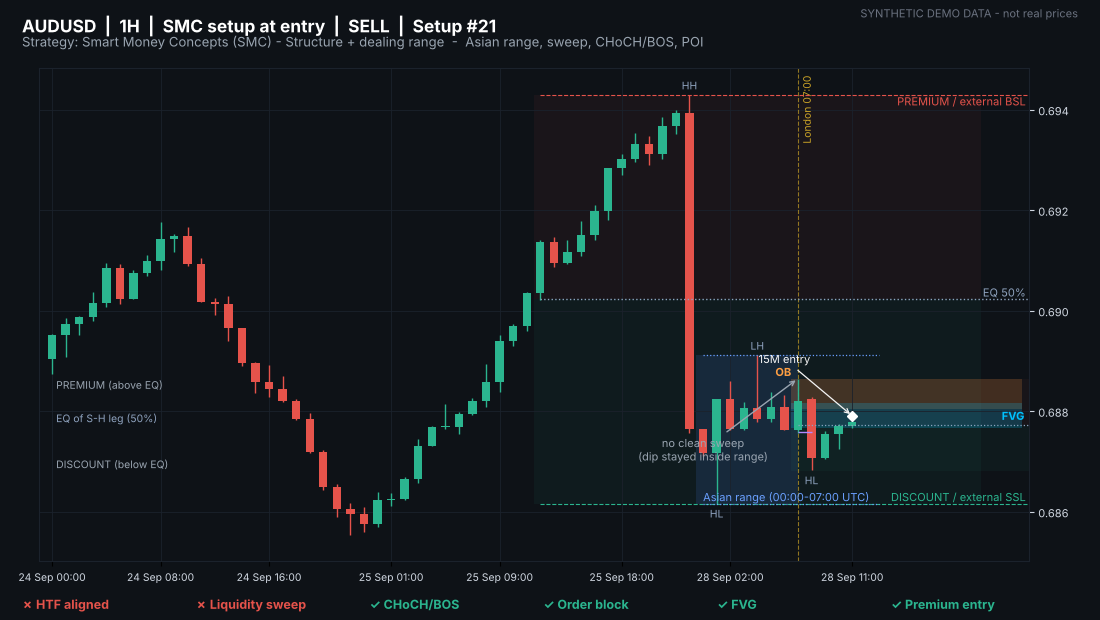 SYNTHETIC DEMO DATA - not real prices
AUDUSD | 1H | SMC setup at entry | SELL | Setup #21
Strategy: Smart Money Concepts (SMC) - Structure + dealing range - Asian range, sweep, CHoCH/BOS, POI
HH
London 07:00
PREMIUM / external BSL
0.694
0.692
EQ 50%
0.690
LH
15M entry
OB
PREMIUM (above EQ)
EQ of S-H leg (50%)
FVG
0.688
no clean sweep
(dip stayed inside range)
DISCOUNT (below EQ)
HL
Asian range (00:00-07:00 UTC)
DISCOUNT / external SSL
HL
0.686
24 Sep 00:00
24 Sep 08:00
24 Sep 16:00
25 Sep 01:00
25 Sep 09:00
25 Sep 18:00
28 Sep 02:00
28 Sep 11:00
× HTF aligned
× Liquidity sweep
✓ CHoCH/BOS
✓ Order block
✓ FVG
✓ Premium entry